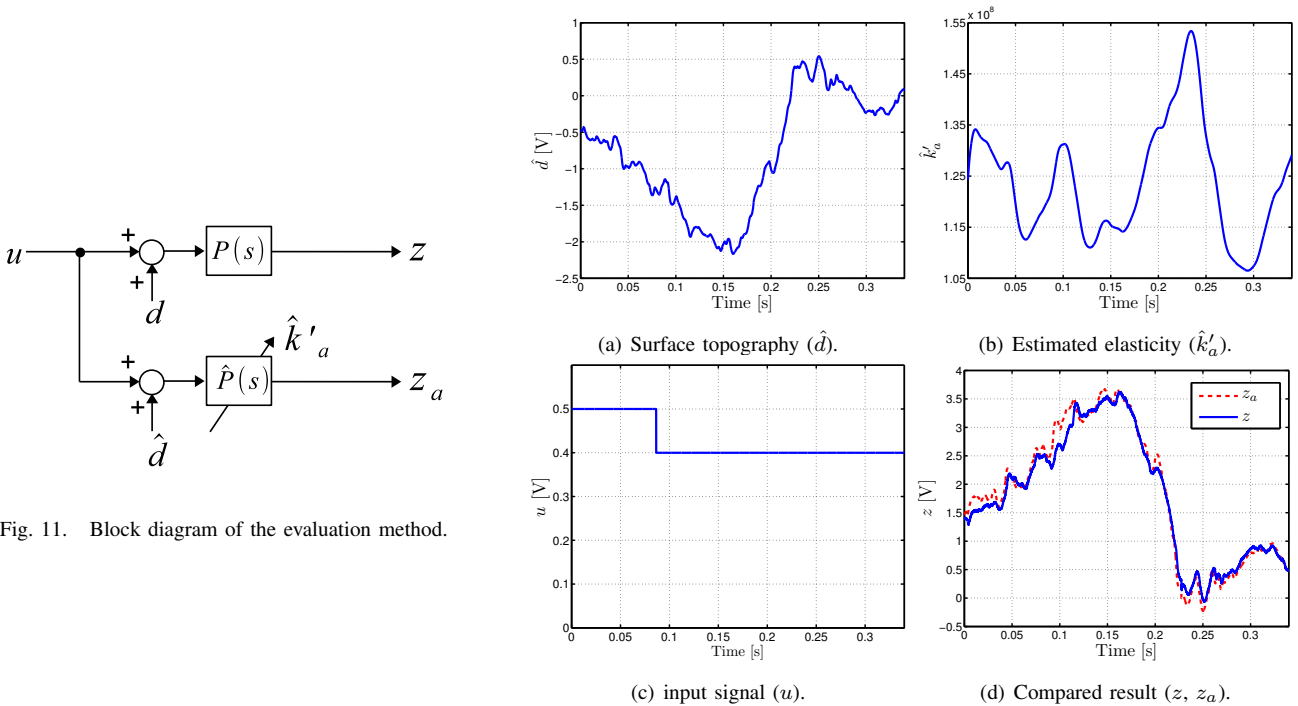 u
+
+
d
P(s)
z
+
+
d̂
P̂(s)
k̂'ₐ
zₐ
Fig. 11. Block diagram of the evaluation method.
1
0.5
0
−0.5
−1
−1.5
−2
−2.5
d̂ [V]
0 0.05 0.1 0.15 0.2 0.25 0.3
Time [s]
(a) Surface topography (d̂).
x 10⁸
1.55
1.45
1.35
1.25
1.15
1.05
k̂′ₐ
0 0.05 0.1 0.15 0.2 0.25 0.3
Time [s]
(b) Estimated elasticity (k̂′ₐ).
0.5
0.4
0.4
0.3
0.2
0.1
0
u [V]
0 0.05 0.1 0.15 0.2 0.25 0.3
Time [s]
(c) input signal (u).
4
3.5
3
2.5
2
1.5
1
0.5
0
−0.5
z [V]
zₐ
z
0 0.05 0.1 0.15 0.2 0.25 0.3
Time [s]
(d) Compared result (z, zₐ).